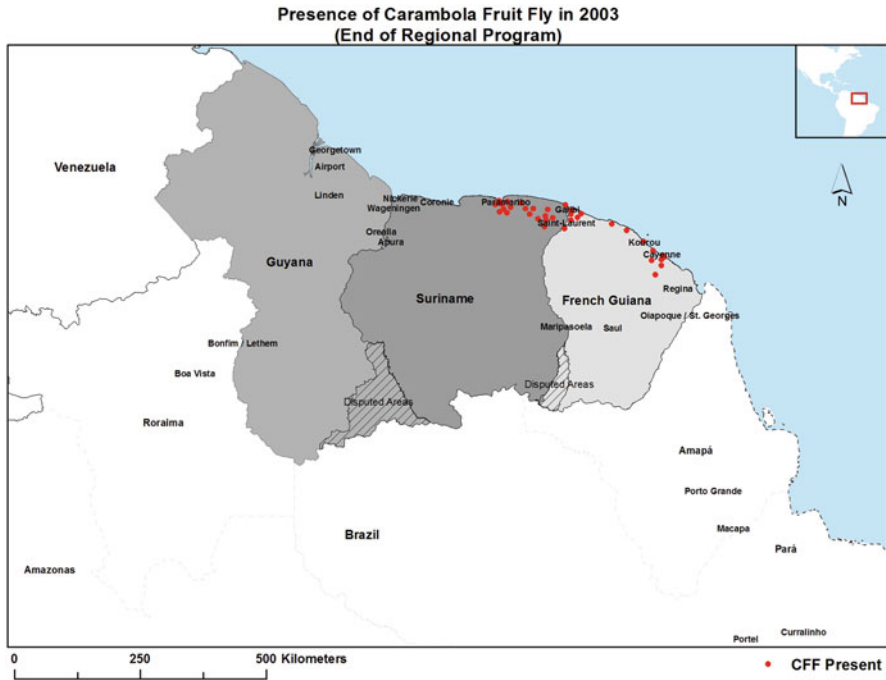 Presence of Carambola Fruit Fly in 2003
(End of Regional Program)
Venezuela
Georgetown
Airport
Linden
Nickerie
Wageningen
Coronie
Paramaribo
Galibi
Saint-Laurent
Orealla
Apura
Kourou
Cayenne
Guyana
N
Regina
Suriname
French Guiana
Oiapoque / St. Georges
Maripasoela
Saul
Bonfim / Lethem
Boa Vista
Disputed Areas
Disputed Areas
Roraima
Amapá
Porto Grande
Macapa
Brazil
Pará
Amazonas
Curralinho
Portel
0 250 500 Kilometers
CFF Present